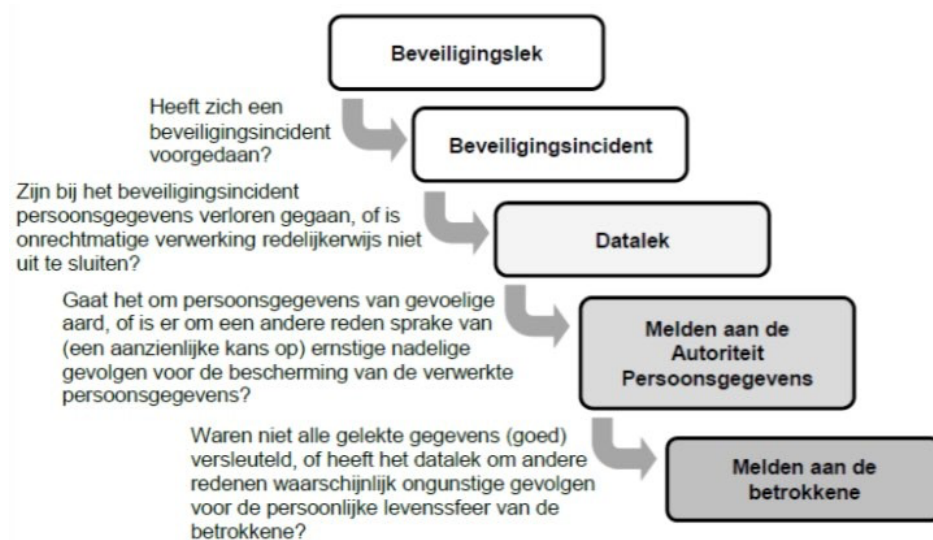 Beveiligingslek
Heeft zich een
beveiligingsincident
voorgedaan?
Beveiligingsincident
Zijn bij het beveiligingsincident
persoonsgegevens verloren gegaan, of is
onrechtmatige verwerking redelijkerwijs niet
uit te sluiten?
Datalek
Gaat het om persoonsgegevens van gevoelige
aard, of is er om een andere reden sprake van
(een aanzienlijke kans op) ernstige nadelige
gevolgen voor de bescherming van de verwerkte
persoonsgegevens?
Melden aan de
Autoriteit
Persoonsgegevens
Waren niet alle gelekte gegevens (goed)
versleuteld, of heeft het datalek om andere
redenen waarschijnlijk ongunstige gevolgen
voor de persoonlijke levenssfeer van de
betrokkene?
Melden aan de
betrokkene